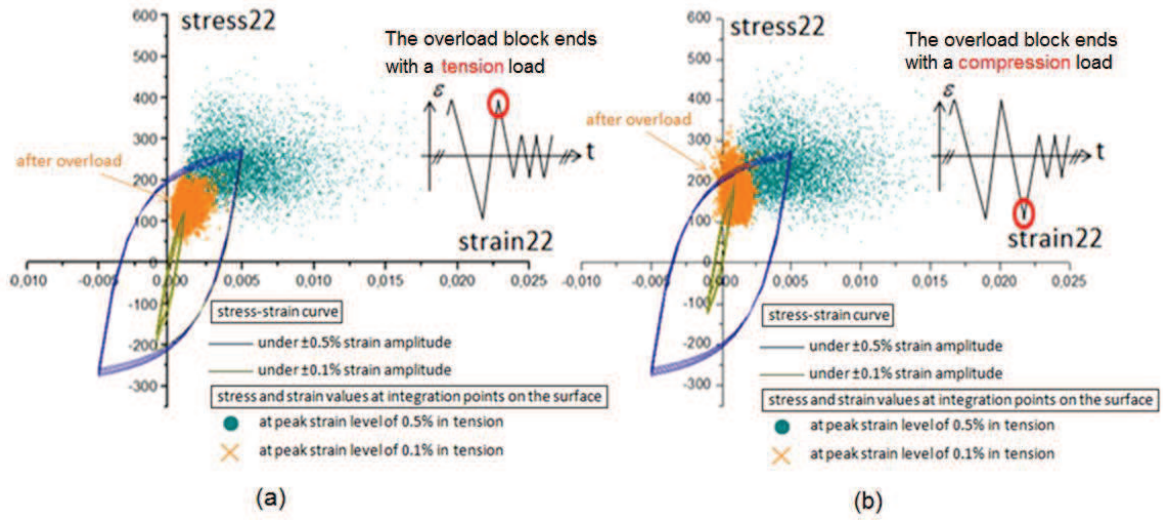 stress22
600
500
400
300
200
100
0
-100
-200
-300
The overload block ends
with a tension load
ε
t
after overload
strain22
-0,010 -0,005 0,000 0,005 0,010 0,015 0,020 0,025
stress-strain curve
under ±0.5% strain amplitude
under ±0.1% strain amplitude
stress and strain values at integration points on the surface
at peak strain level of 0.5% in tension
at peak strain level of 0.1% in tension
(a)
stress22
600
500
400
300
200
100
0
-100
-200
-300
The overload block ends
with a compression load
ε
t
after overload
strain22
0,010 -0,005 0,000 0,005 0,010 0,015 0,020 0,025
stress-strain curve
under ±0.5% strain amplitude
under ±0.1% strain amplitude
stress and strain values at integration points on the surface
at peak strain level of 0.5% in tension
at peak strain level of 0.1% in tension
(b)